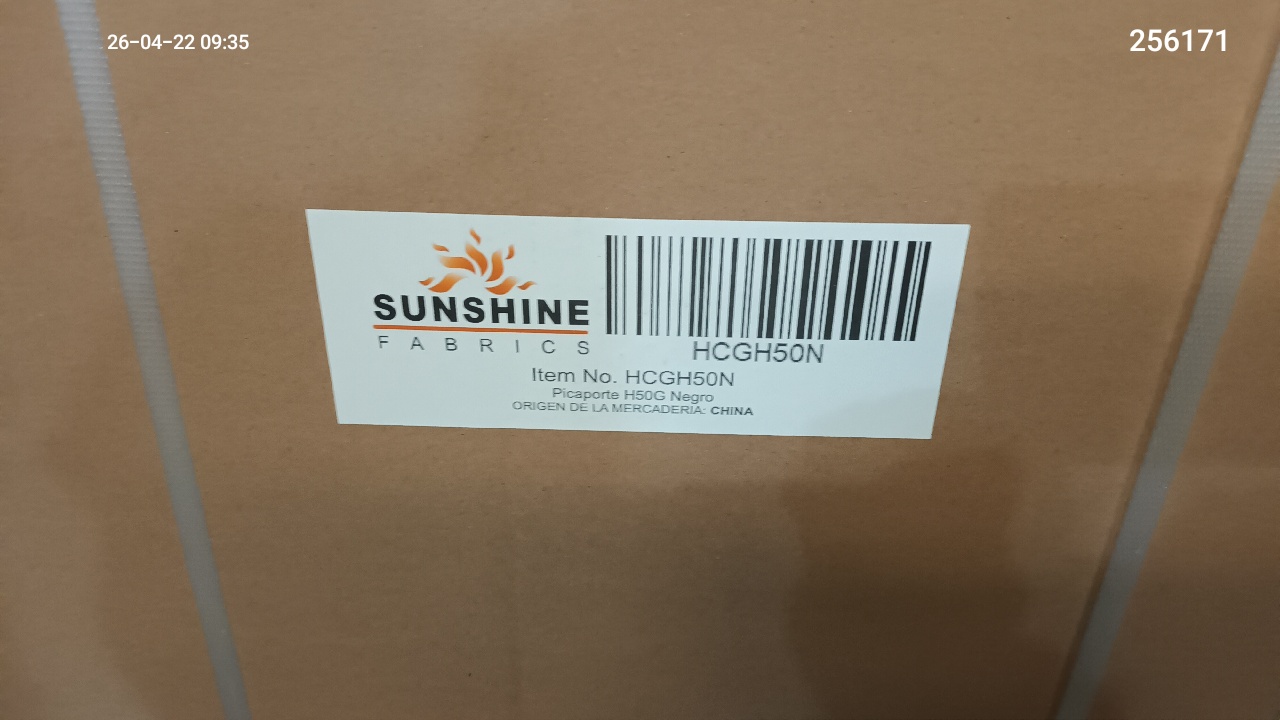 26-04-22 09:35
256171
SUNSHINE
FABRICS
HCGH50N
Item No. HCGH50N
Picaporte H50G Negro
ORIGEN DE LA MERCADERIA: CHINA